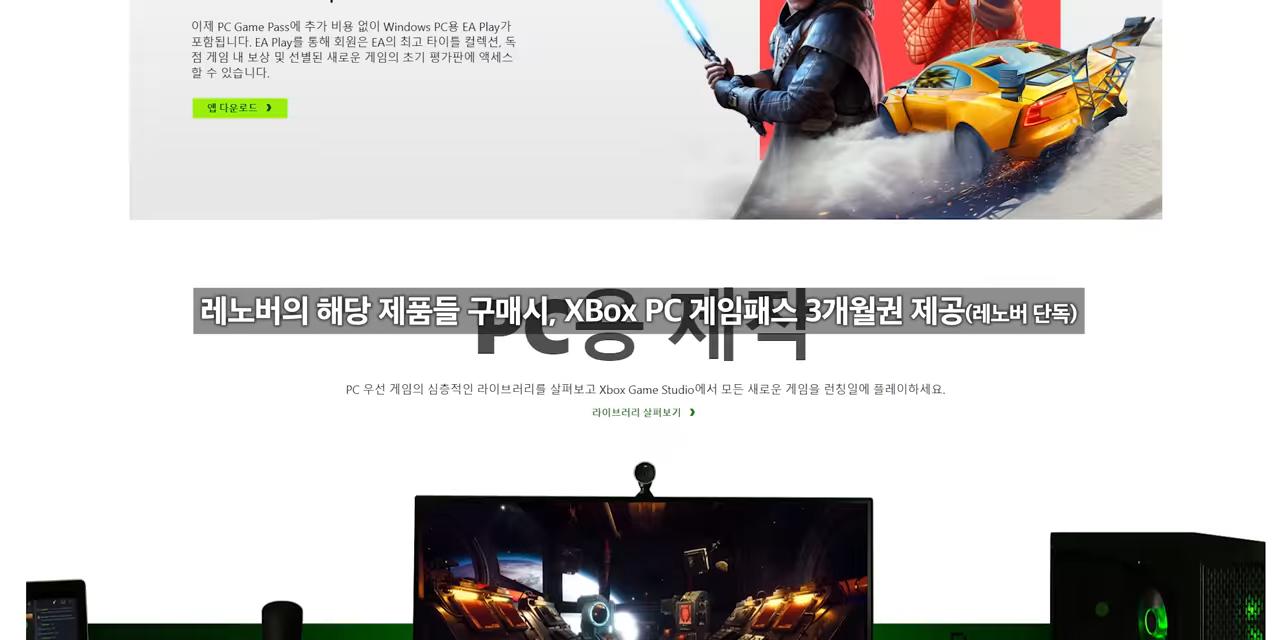 이제 PC Game Pass에 추가 비용 없이 Windows PC용 EA Play가
포함됩니다. EA Play를 통해 회원은 EA의 최고 타이틀 컬렉션, 독
점 게임 내 보상 및 선별된 새로운 게임의 초기 평가판에 액세스
할 수 있습니다.
앱 다운로드
레노버의 해당 제품들 구매시, XBox PC 게임패스 3개월권 제공(레노버 단독)
PC용 제작
PC 우선 게임의 심층적인 라이브러리를 살펴보고 Xbox Game Studio에서 모든 새로운 게임을 런칭일에 플레이하세요.
라이브러리 살펴보기